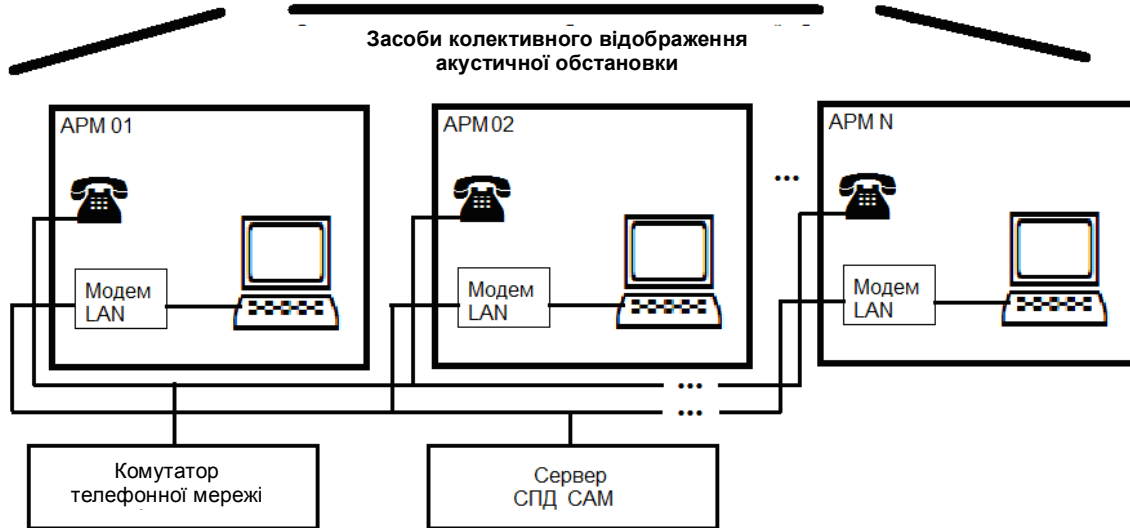 Засоби колективного відображення
акустичної обстановки
АРМ 01
АРМ 02
АРМ N
...
Модем
LAN
Модем
LAN
Модем
LAN
...
...
Комутатор
телефонної мережі
Сервер
СПД САМ